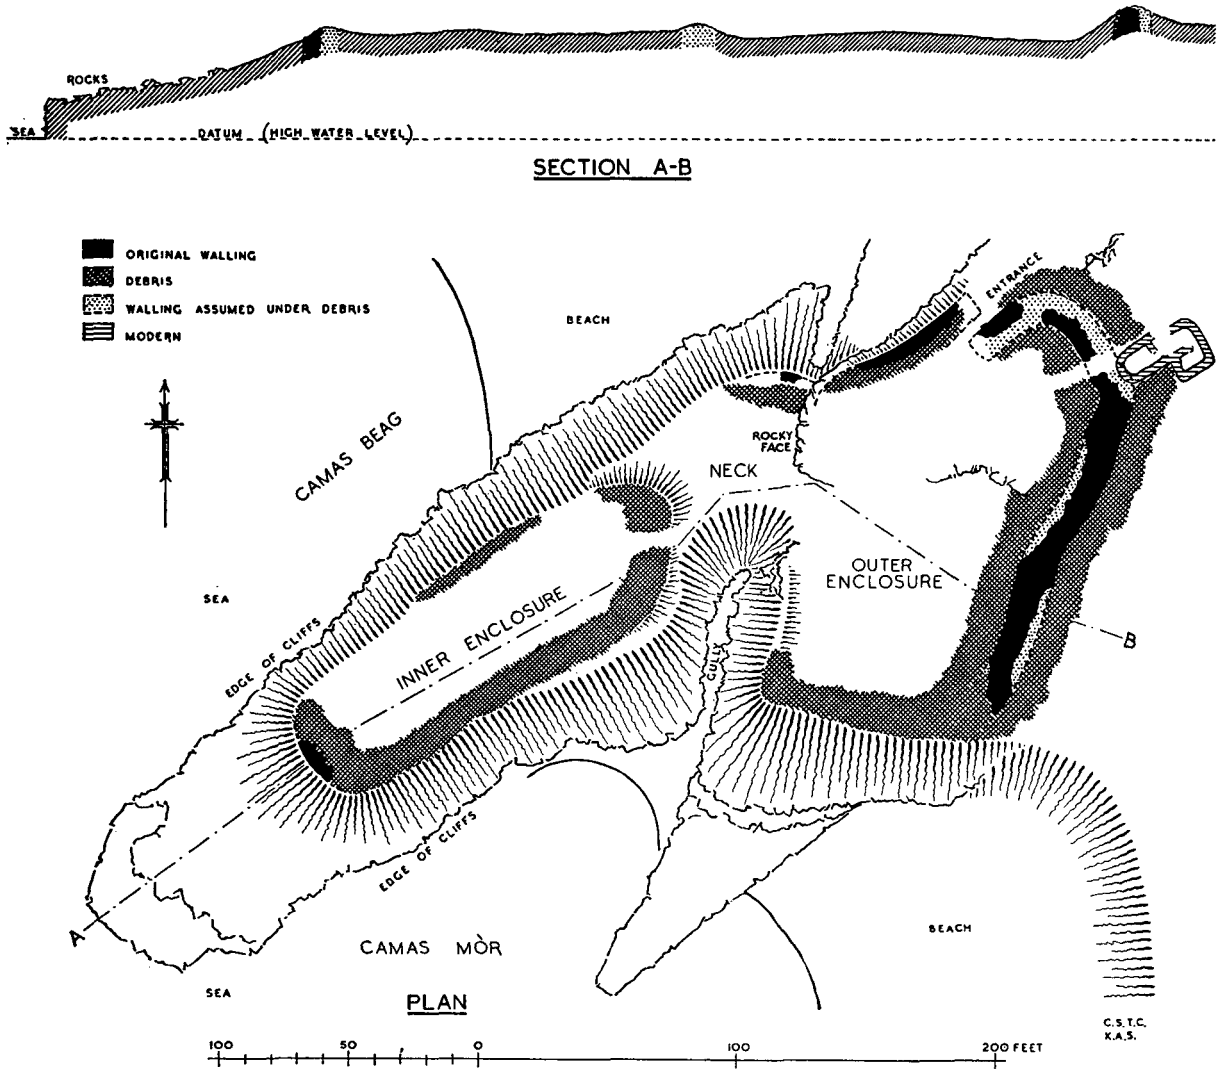 ROCKS
SEA
DATUM (HIGH WATER LEVEL)
SECTION A-B
ORIGINAL WALLING
DEBRIS
WALLING ASSUMED UNDER DEBRIS
MODERN
BEACH
ENTRANCE
CAMAS BEAG
ROCKY
FACE
NECK
OUTER
ENCLOSURE
SEA
INNER ENCLOSURE
EDGE OF CLIFFS
GULLY
B
EDGE OF CLIFFS
A
CAMAS MÒR
BEACH
SEA
PLAN
C.S.T.C.
K.A.S.
100 50 0 100 200 FEET